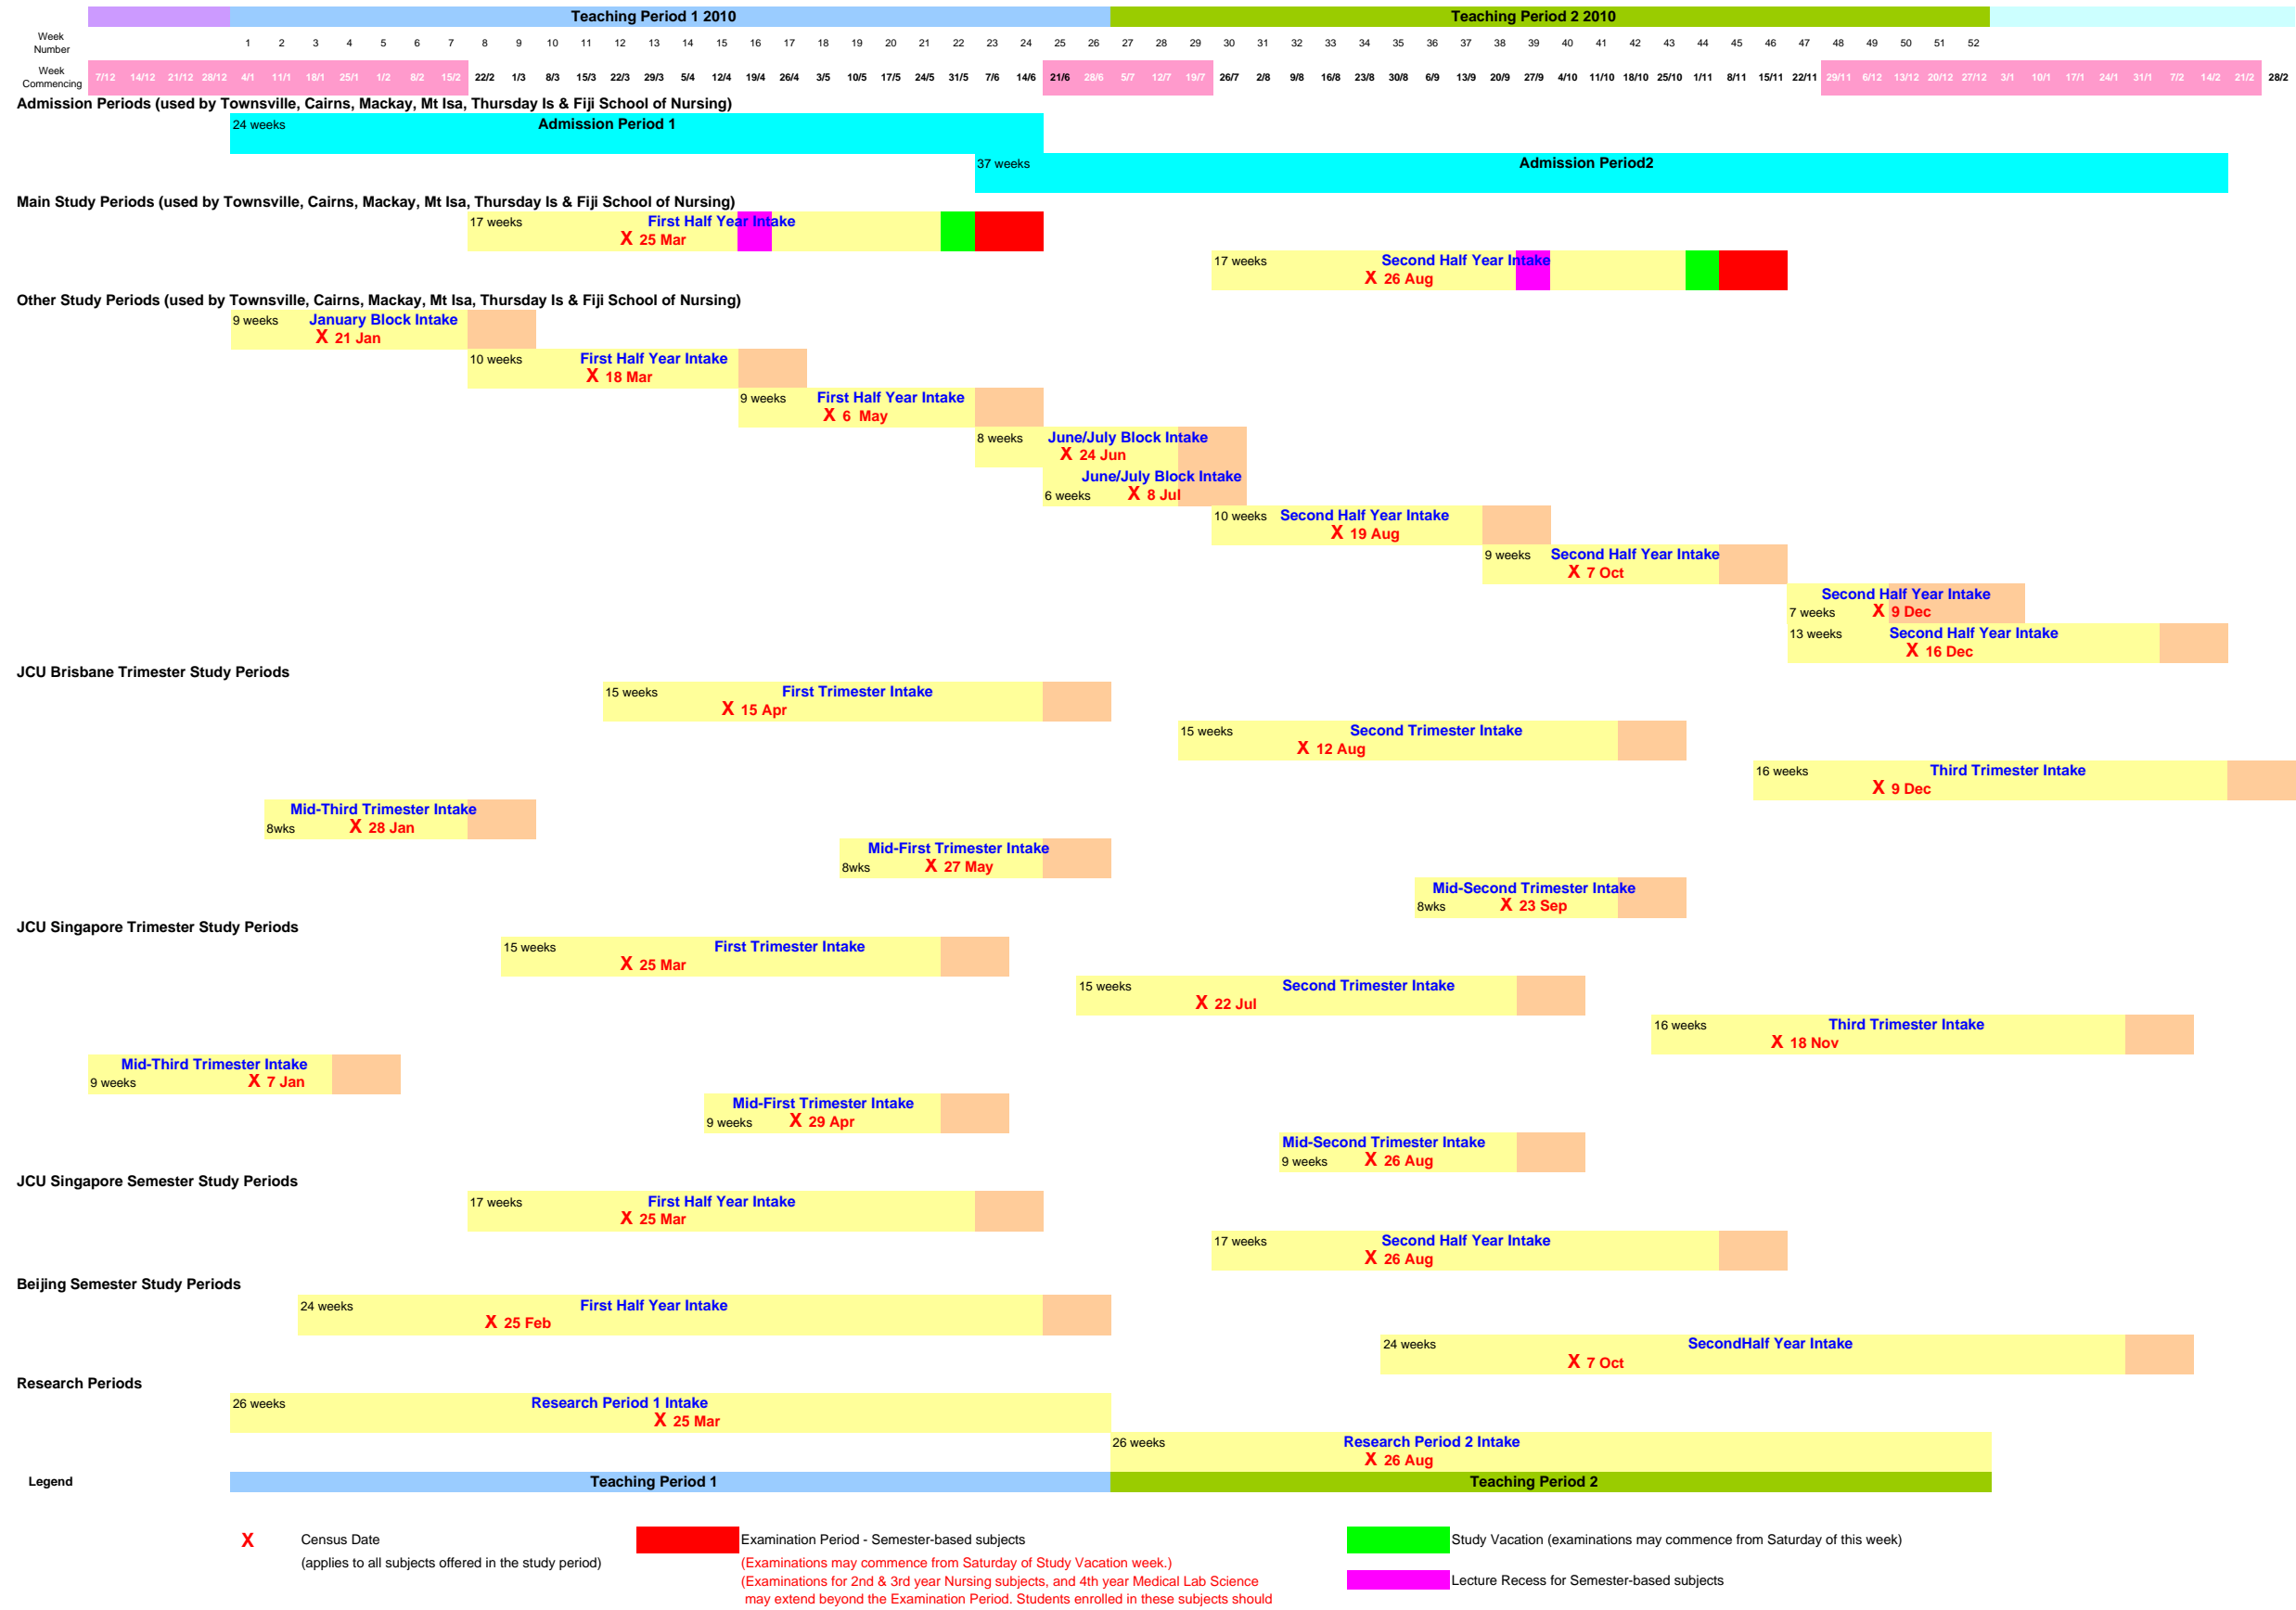 Teaching Period 1 2010 Teaching Period 2 2010
Week Number 1 2 3 4 5 6 7 8 9 10 11 12 13 14 15 16 17 18 19 20 21 22 23 24 25 26 27 28 29 30 31 32 33 34 35 36 37 38 39 40 41 42 43 44 45 46 47 48 49 50 51 52
Week Commencing 7/12 14/12 21/12 28/12 4/1 11/1 18/1 25/1 1/2 8/2 15/2 22/2 1/3 8/3 15/3 22/3 29/3 5/4 12/4 19/4 26/4 3/5 10/5 17/5 24/5 31/5 7/6 14/6 21/6 28/6 5/7 12/7 19/7 26/7 2/8 9/8 16/8 23/8 30/8 6/9 13/9 20/9 27/9 4/10 11/10 18/10 25/10 1/11 8/11 15/11 22/11 29/11 6/12 13/12 20/12 27/12 3/1 10/1 17/1 24/1 31/1 7/2 14/2 21/2 28/2
Admission Periods (used by Townsville, Cairns, Mackay, Mt Isa, Thursday Is & Fiji School of Nursing)
24 weeks Admission Period 1
37 weeks Admission Period2
Main Study Periods (used by Townsville, Cairns, Mackay, Mt Isa, Thursday Is & Fiji School of Nursing)
17 weeks First Half Year Intake
X 25 Mar
17 weeks Second Half Year Intake
X 26 Aug
Other Study Periods (used by Townsville, Cairns, Mackay, Mt Isa, Thursday Is & Fiji School of Nursing)
9 weeks January Block Intake
X 21 Jan
10 weeks First Half Year Intake
X 18 Mar
9 weeks First Half Year Intake
X 6 May
8 weeks June/July Block Intake
X 24 Jun
June/July Block Intake
6 weeks X 8 Jul
10 weeks Second Half Year Intake
X 19 Aug
9 weeks Second Half Year Intake
X 7 Oct
Second Half Year Intake
7 weeks X 9 Dec
13 weeks Second Half Year Intake
X 16 Dec
JCU Brisbane Trimester Study Periods
15 weeks First Trimester Intake
X 15 Apr
15 weeks Second Trimester Intake
X 12 Aug
16 weeks Third Trimester Intake
X 9 Dec
Mid-Third Trimester Intake
8wks X 28 Jan
Mid-First Trimester Intake
8wks X 27 May
Mid-Second Trimester Intake
8wks X 23 Sep
JCU Singapore Trimester Study Periods
15 weeks First Trimester Intake
X 25 Mar
15 weeks Second Trimester Intake
X 22 Jul
16 weeks Third Trimester Intake
X 18 Nov
Mid-Third Trimester Intake
9 weeks X 7 Jan
Mid-First Trimester Intake
9 weeks X 29 Apr
Mid-Second Trimester Intake
9 weeks X 26 Aug
JCU Singapore Semester Study Periods
17 weeks First Half Year Intake
X 25 Mar
17 weeks Second Half Year Intake
X 26 Aug
Beijing Semester Study Periods
24 weeks First Half Year Intake
X 25 Feb
24 weeks SecondHalf Year Intake
X 7 Oct
Research Periods
26 weeks Research Period 1 Intake
X 25 Mar
26 weeks Research Period 2 Intake
X 26 Aug
Legend Teaching Period 1 Teaching Period 2
X Census Date Examination Period - Semester-based subjects Study Vacation (examinations may commence from Saturday of this week)
(applies to all subjects offered in the study period) (Examinations may commence from Saturday of Study Vacation week.)
(Examinations for 2nd & 3rd year Nursing subjects, and 4th year Medical Lab Science Lecture Recess for Semester-based subjects
may extend beyond the Examination Period. Students enrolled in these subjects should